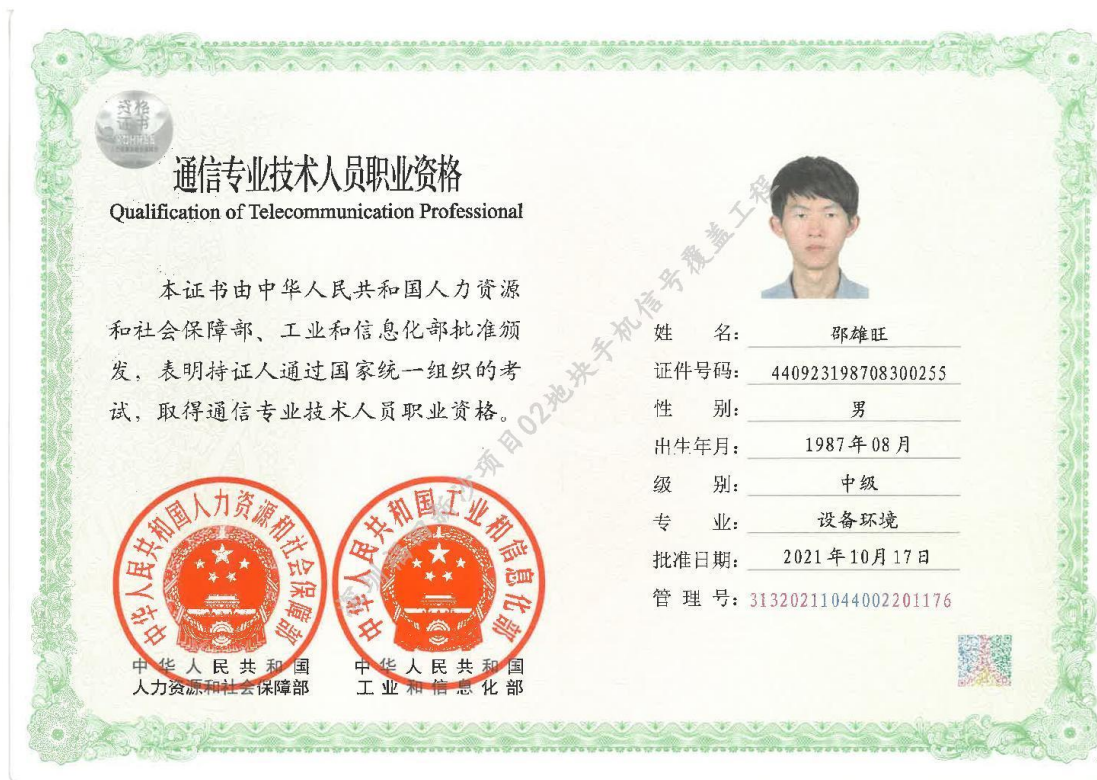 资格
证书
通信专业技术人员职业资格
Qualification of Telecommunication Professional
本证书由中华人民共和国人力资源
和社会保障部、工业和信息化部批准颁
发，表明持证人通过国家统一组织的考
试，取得通信专业技术人员职业资格。
中华人民共和国人力资源和社会保障部
中华人民共和国工业和信息化部
中华人民共和国
人力资源和社会保障部
中华人民共和国
工业和信息化部
姓 名：邵雄旺
证件号码：440923198708300255
性 别：男
出生年月：1987年08月
级 别：中级
专 业：设备环境
批准日期：2021年10月17日
管 理 号：31320211044002201176
项目02地块手机信号覆盖工程